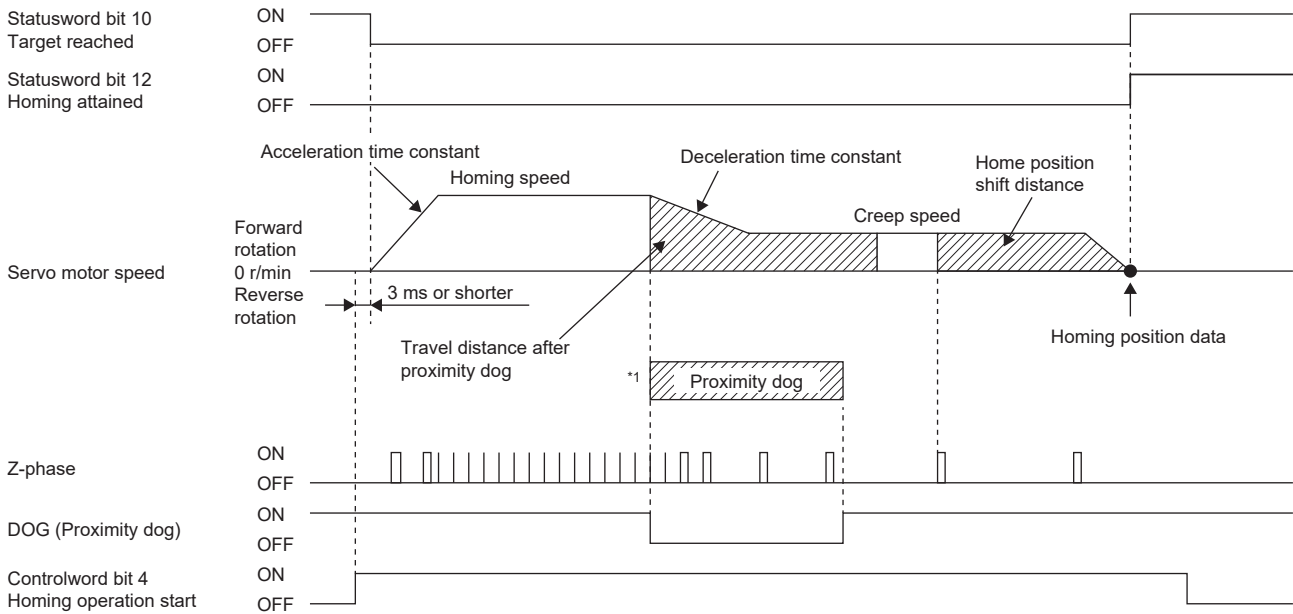 Statusword bit 10
Target reached
ON
OFF
Statusword bit 12
Homing attained
ON
OFF
Acceleration time constant
Homing speed
Deceleration time constant
Home position
shift distance
Creep speed
Servo motor speed
Forward
rotation
0 r/min
Reverse
rotation
3 ms or shorter
Travel distance after
proximity dog
Homing position data
*1
Proximity dog
Z-phase
ON
OFF
DOG (Proximity dog)
ON
OFF
Controlword bit 4
Homing operation start
ON
OFF